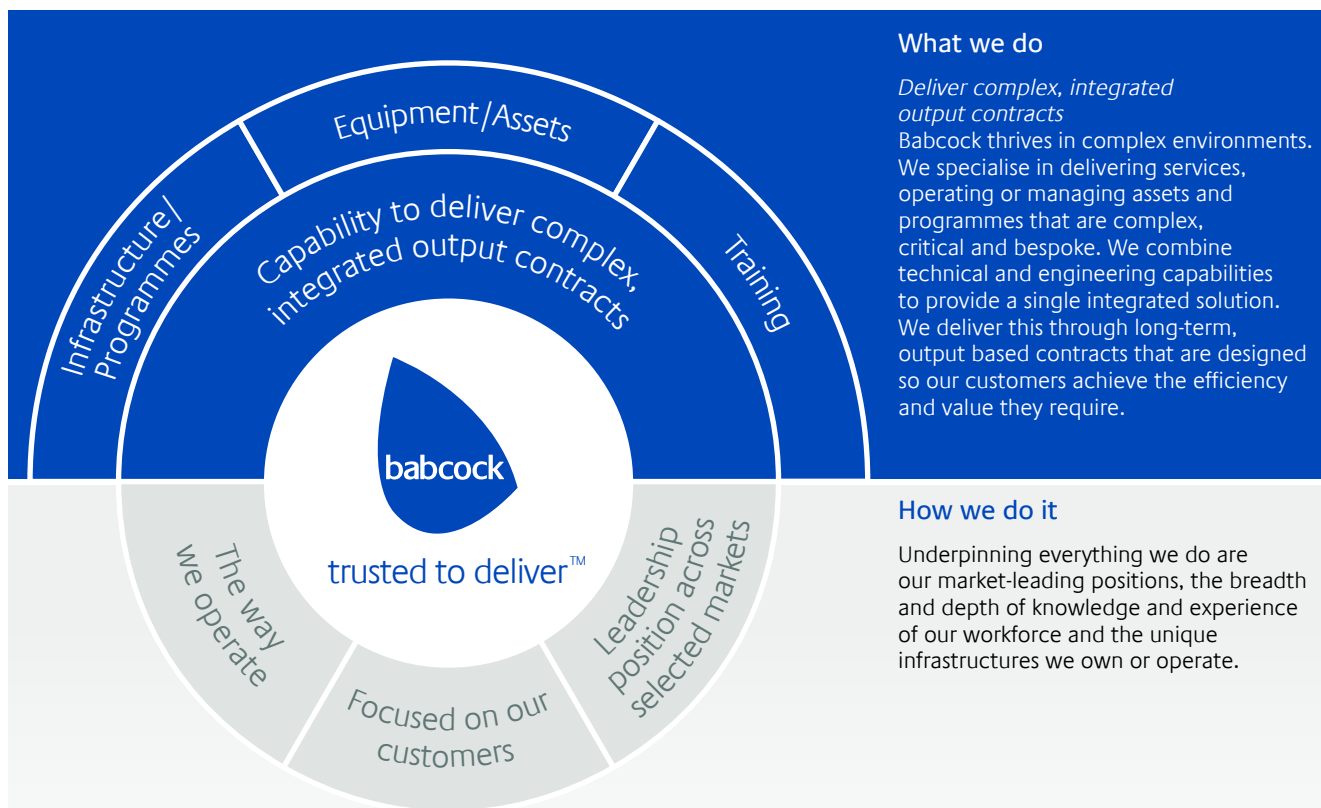 What we do
Deliver complex, integrated
output contracts
Babcock thrives in complex environments.
We specialise in delivering services,
operating or managing assets and
programmes that are complex,
critical and bespoke. We combine
technical and engineering capabilities
to provide a single integrated solution.
We deliver this through long-term,
output based contracts that are designed
so our customers achieve the efficiency
and value they require.
Infrastructure/
Programmes
Equipment/Assets
Training
Capability to deliver complex,
integrated output contracts
babcock
trusted to deliver™
The way
we operate
Focused on our
customers
Leadership
position across
selected markets
How we do it
Underpinning everything we do are
our market-leading positions, the breadth
and depth of knowledge and experience
of our workforce and the unique
infrastructures we own or operate.